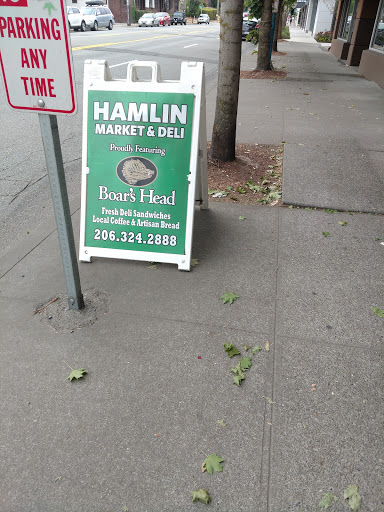 PARKING
ANY
TIME
HAMLIN
MARKET & DELI
Proudly Featuring
Boar's Head
Fresh Deli Sandwiches
Local Coffee & Artisan Bread
206.324.2888